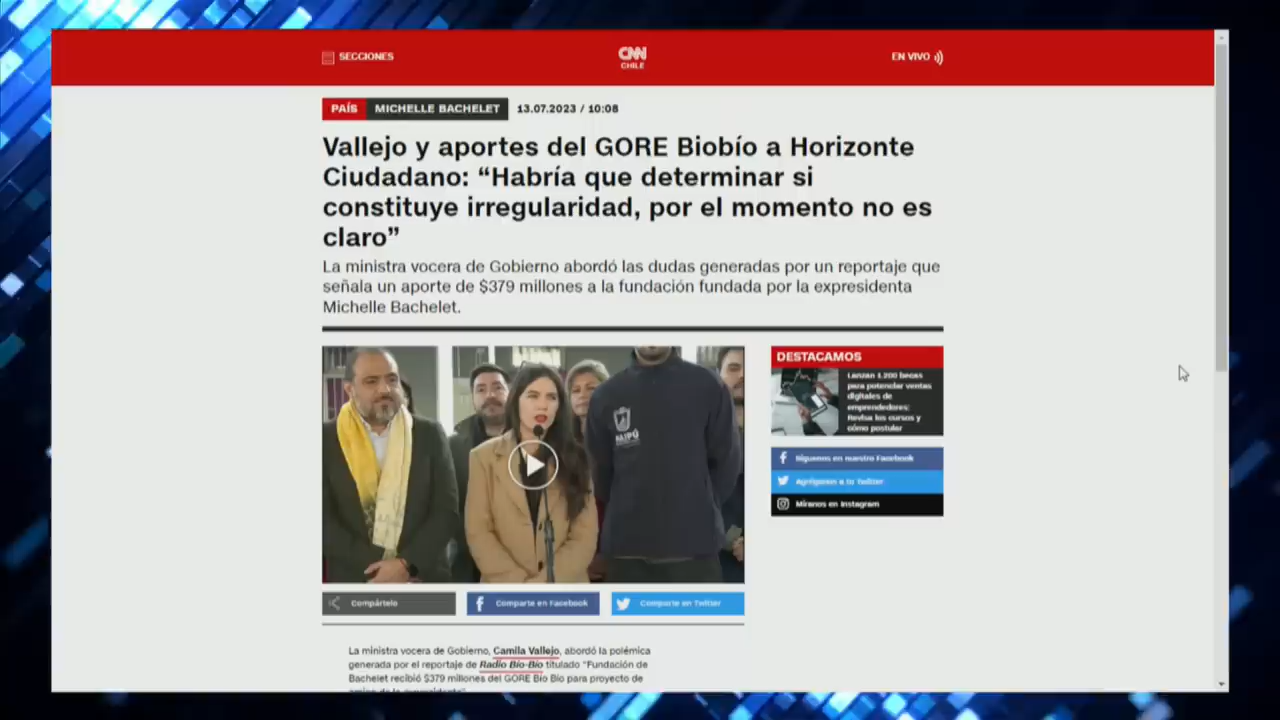 SECCIONES
CNN
CHILE
EN VIVO
PAÍS MICHELLE BACHELET 13.07.2023 / 10:08
Vallejo y aportes del GORE Biobío a Horizonte
Ciudadano: “Habría que determinar si
constituye irregularidad, por el momento no es
claro”
La ministra vocera de Gobierno abordó las dudas generadas por un reportaje que
señala un aporte de $379 millones a la fundación fundada por la expresidenta
Michelle Bachelet.
DESTACAMOS
Lanzan 1.200 becas
para potenciar ventas
digitales de
emprendedores:
Revisa los cursos y
cómo postular
Síguenos en nuestro Facebook
Agréganos a tu Twitter
Míranos en Instagram
Compártelo
Comparte en Facebook
Comparte en Twitter
La ministra vocera de Gobierno, Camila Vallejo, abordó la polémica
generada por el reportaje de Radio Bío-Bío titulado “Fundación de
Bachelet recibió $379 millones del GORE Bío Bío para proyecto de